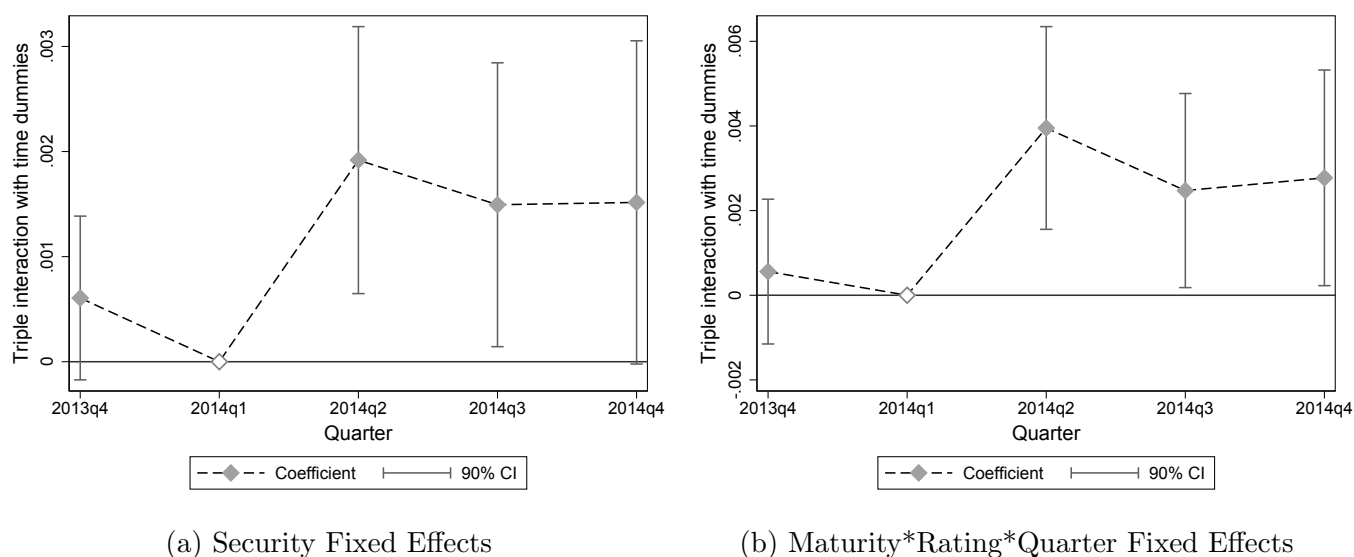 Triple interaction with time dummies
.003
.002
.001
0
2013q4 2014q1 2014q2 2014q3 2014q4
Quarter
Coefficient 90% CI
(a) Security Fixed Effects
Triple interaction with time dummies
.006
.004
.002
0
-.002
2013q4 2014q1 2014q2 2014q3 2014q4
Quarter
Coefficient 90% CI
(b) Maturity*Rating*Quarter Fixed Effects